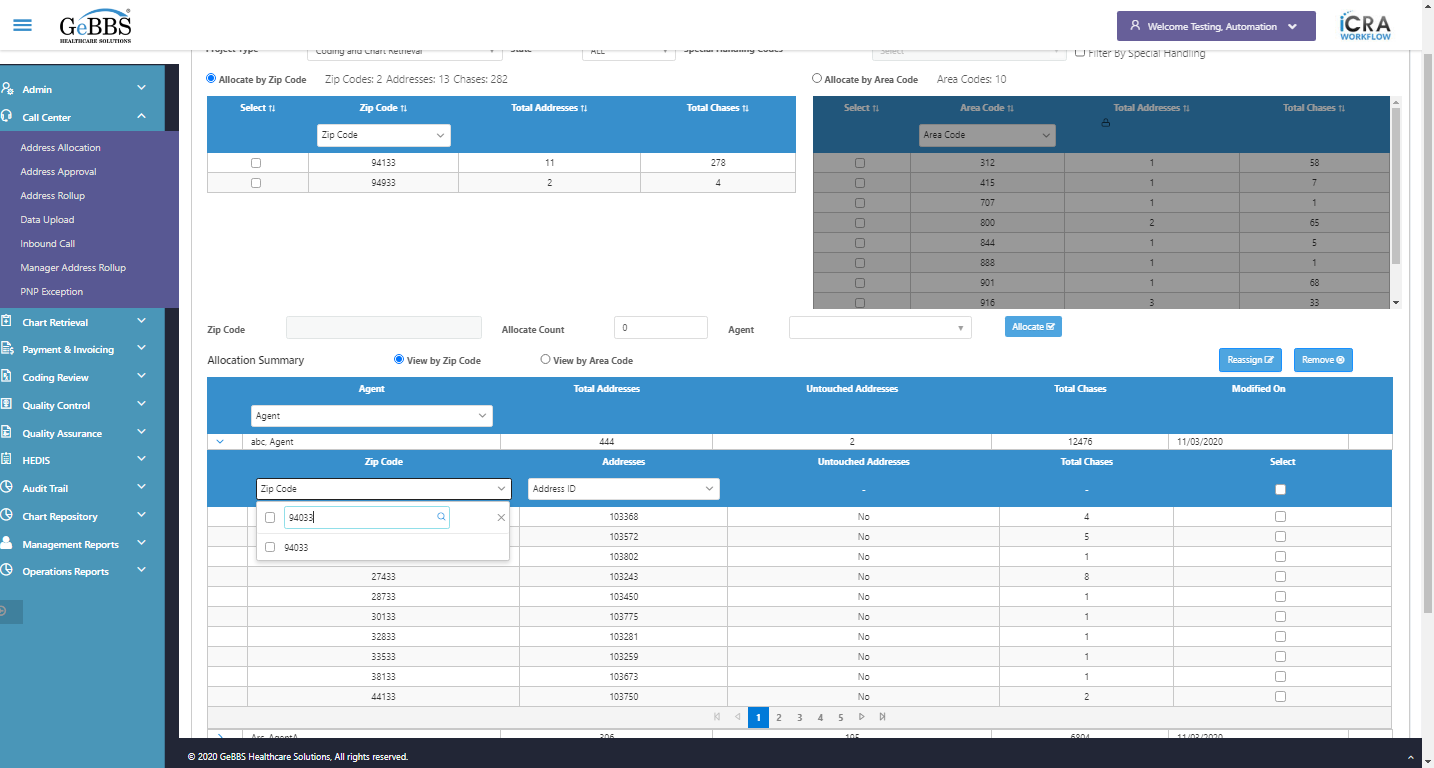 GeBBS
HEALTHCARE SOLUTIONS
Welcome Testing, Automation
iCRA
WORKFLOW
Project Type
Coding and Chart Retrieval
State
ALL
Special Handling Codes
Select
Filter By Special Handling
Admin
Call Center
Address Allocation
Address Approval
Address Rollup
Data Upload
Inbound Call
Manager Address Rollup
PNP Exception
Chart Retrieval
Payment & Invoicing
Coding Review
Quality Control
Quality Assurance
HEDIS
Audit Trail
Chart Repository
Management Reports
Operations Reports
Allocate by Zip Code Zip Codes: 2 Addresses: 13 Chases: 282
Select Zip Code Total Addresses Total Chases
Zip Code
94133 11 278
94933 2 4
Allocate by Area Code Area Codes: 10
Select Area Code Total Addresses Total Chases
Area Code
312 1 58
415 1 7
707 1 1
800 2 65
844 1 5
888 1 1
901 1 68
916 3 33
Zip Code Allocate Count 0 Agent Allocate
Allocation Summary View by Zip Code View by Area Code Reassign Remove
Agent Total Addresses Untouched Addresses Total Chases Modified On
Agent
abc, Agent 444 2 12476 11/03/2020
Zip Code Addresses Untouched Addresses Total Chases Select
Zip Code Address ID - -
94033
94033
103368 No 4
103572 No 5
103802 No 1
27433 103243 No 8
28733 103450 No 1
30133 103775 No 1
32833 103281 No 1
33533 103259 No 1
38133 103673 No 1
44133 103750 No 2
1 2 3 4 5
Arc, AgentA 306 195 6804 11/03/2020
© 2020 GeBBS Healthcare Solutions, All rights reserved.